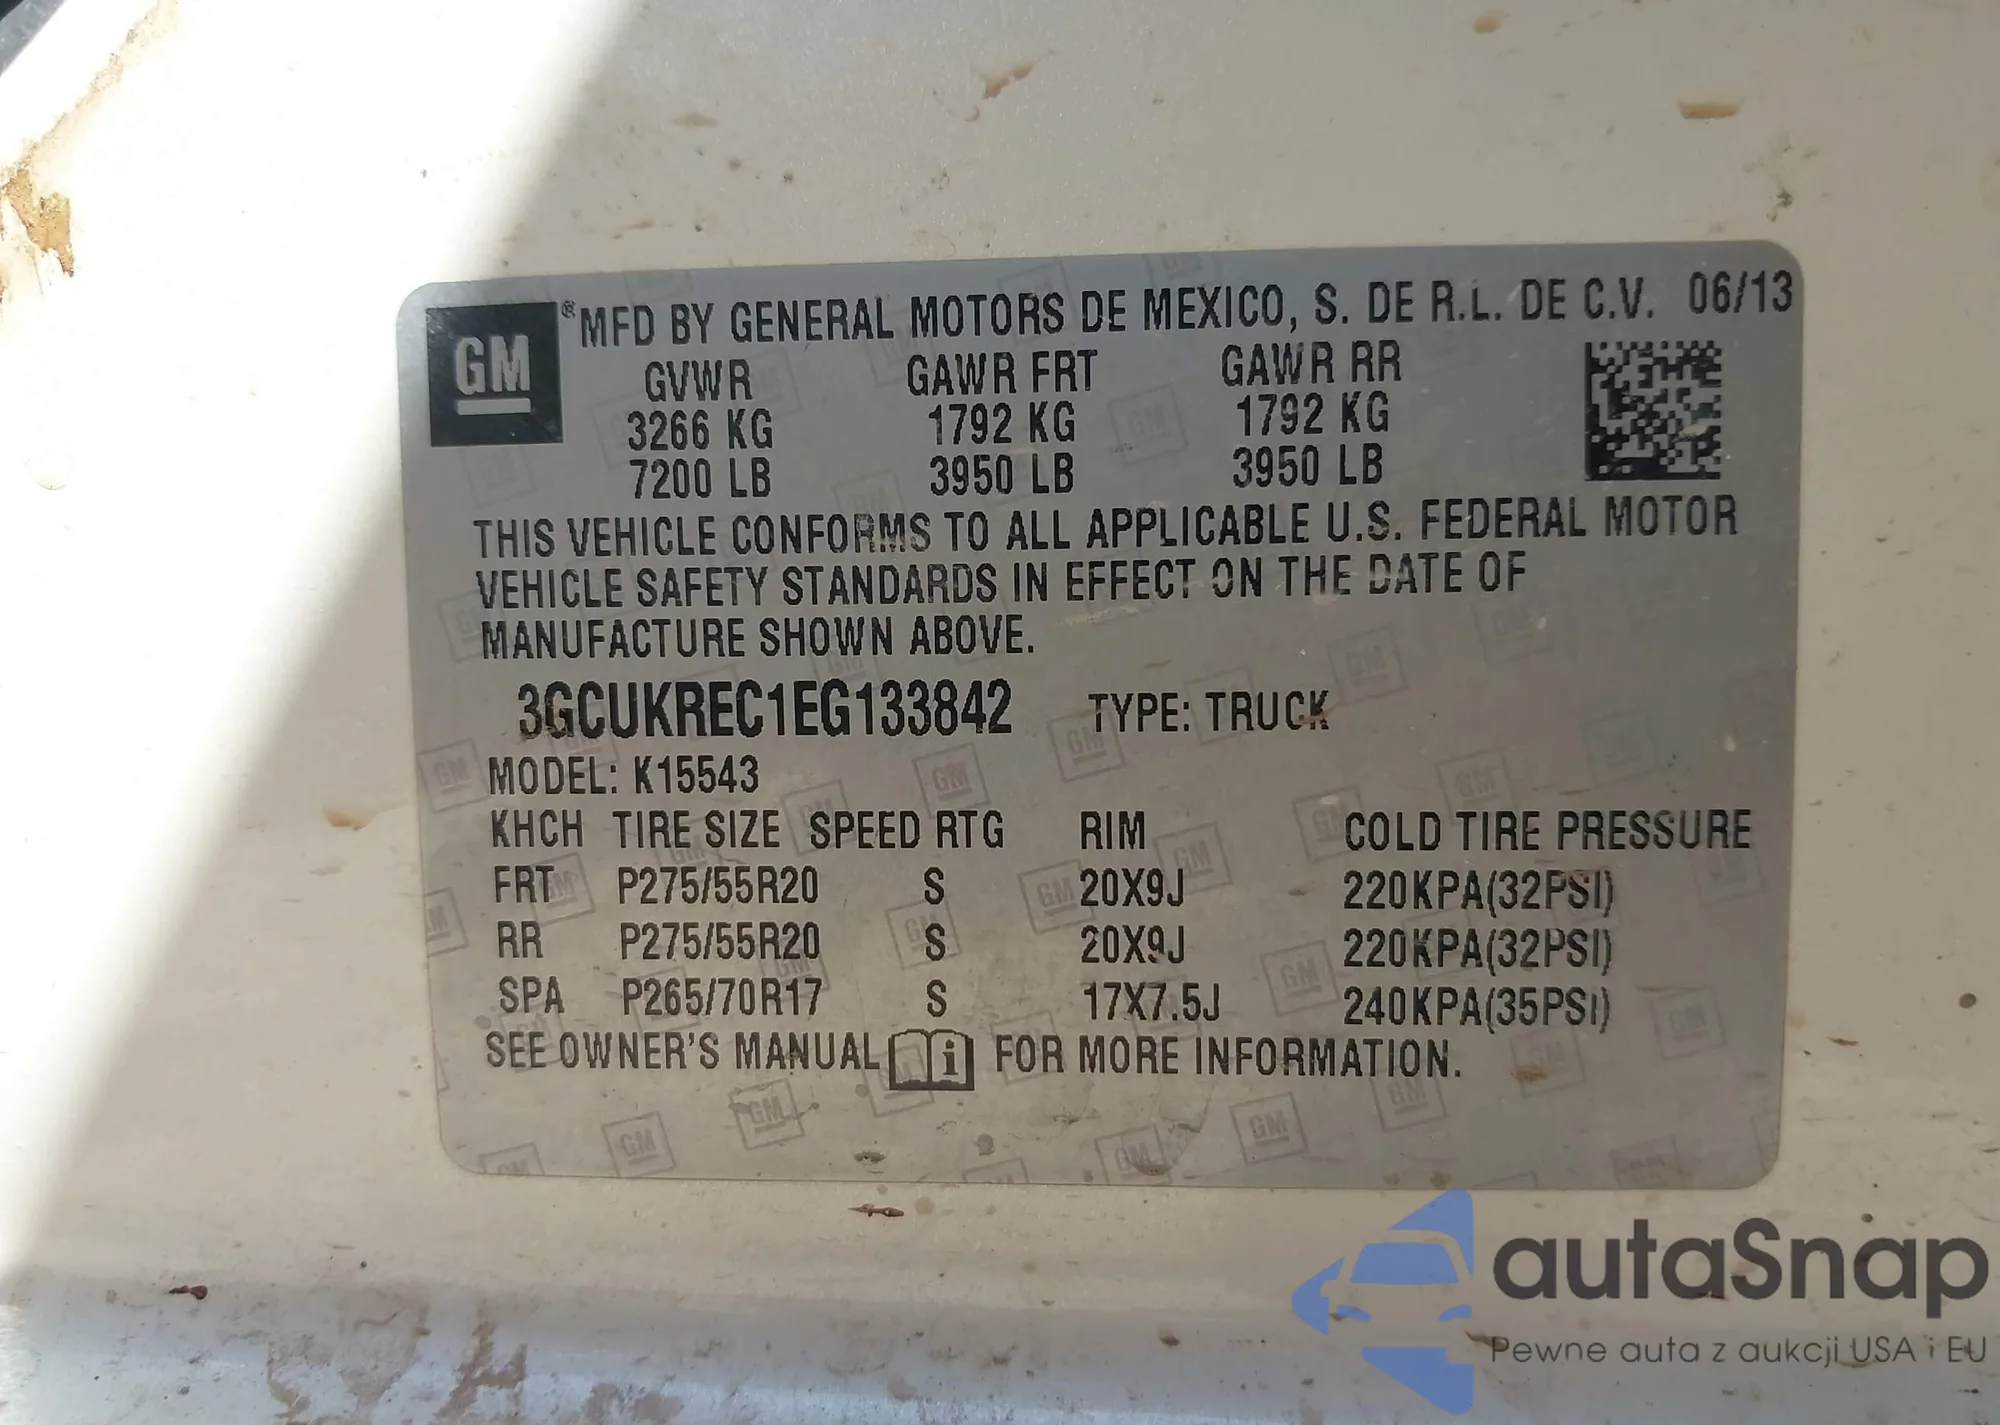 GM ® MFD BY GENERAL MOTORS DE MEXICO, S. DE R.L. DE C.V. 06/13
GVWR GAWR FRT GAWR RR
3266 KG 1792 KG 1792 KG
7200 LB 3950 LB 3950 LB
THIS VEHICLE CONFORMS TO ALL APPLICABLE U.S. FEDERAL MOTOR
VEHICLE SAFETY STANDARDS IN EFFECT ON THE DATE OF
MANUFACTURE SHOWN ABOVE.
3GCUKREC1EG133842 TYPE: TRUCK
MODEL: K15543
KHCH TIRE SIZE SPEED RTG RIM COLD TIRE PRESSURE
FRT P275/55R20 S 20X9J 220KPA(32PSI)
RR P275/55R20 S 20X9J 220KPA(32PSI)
SPA P265/70R17 S 17X7.5J 240KPA(35PSI)
SEE OWNER'S MANUAL i FOR MORE INFORMATION.
autaSnap
Pewne auta z aukcji USA i EU